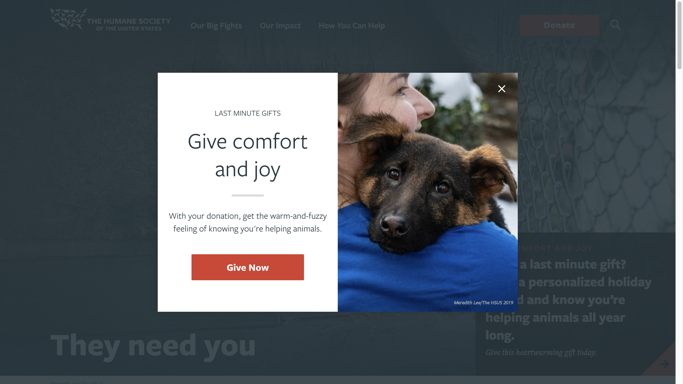 THE HUMANE SOCIETY
OF THE UNITED STATES
Our Big Fights
Our Impact
How You Can Help
Donate
LAST MINUTE GIFTS
Give comfort
and joy
With your donation, get the warm-and-fuzzy
feeling of knowing you're helping animals.
Give Now
Meredith Lee/The HSUS 2019
They need you
a last minute gift?
a personalized holiday
and know you're
helping animals all year
long.
Give this heartwarming gift today.